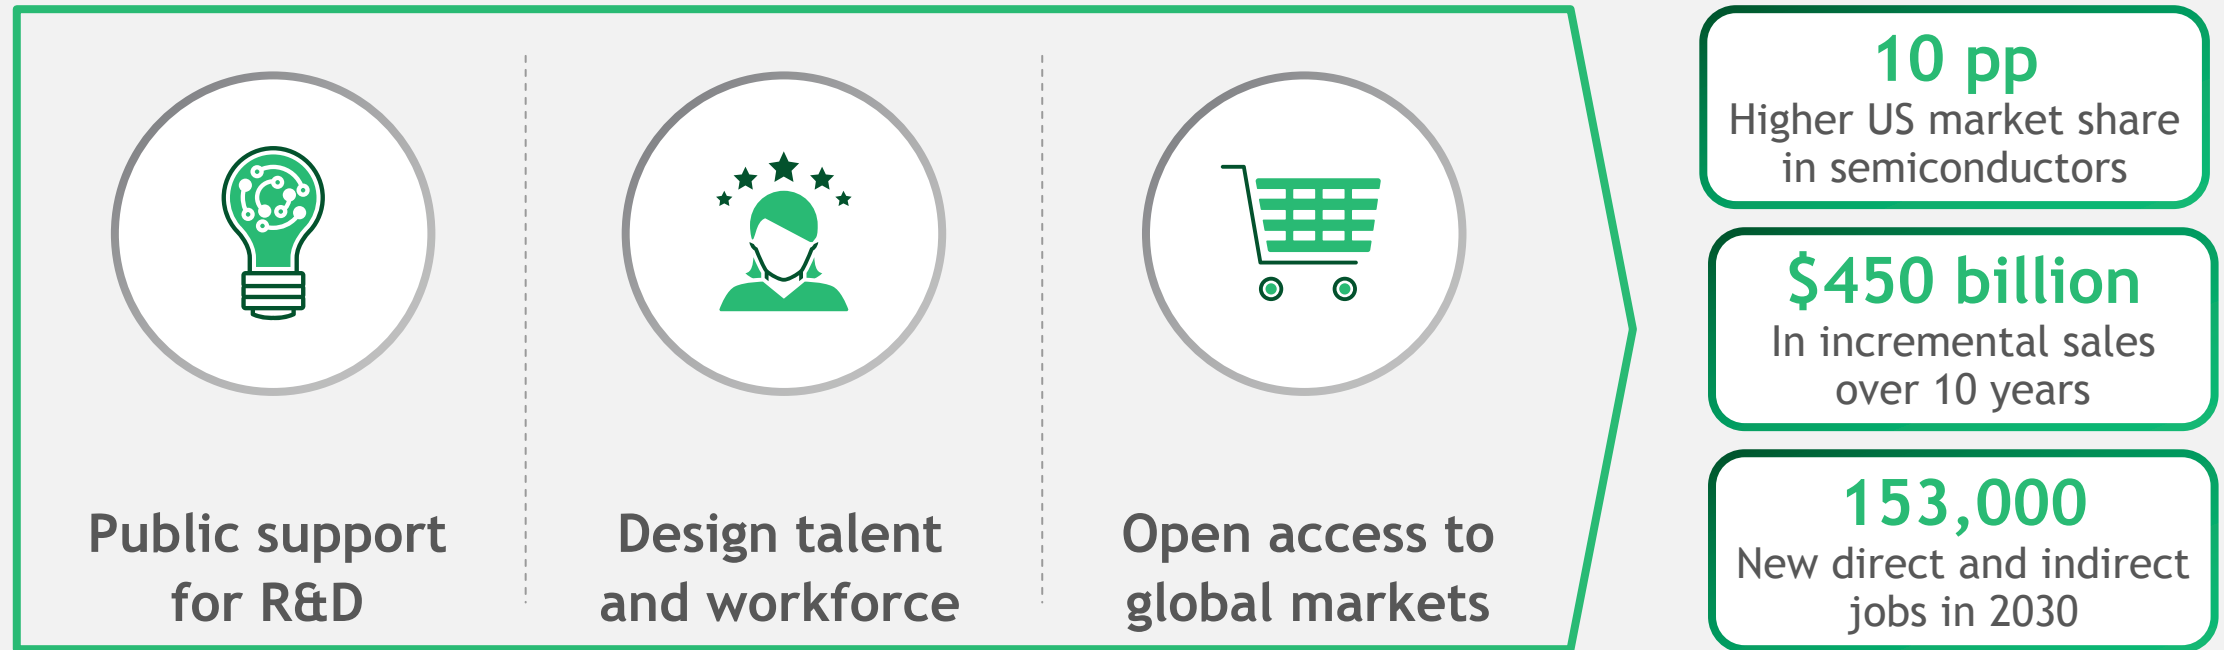 Public support
for R&D
Design talent
and workforce
Open access to
global markets
10 pp
Higher US market share
in semiconductors
$450 billion
In incremental sales
over 10 years
153,000
New direct and indirect
jobs in 2030